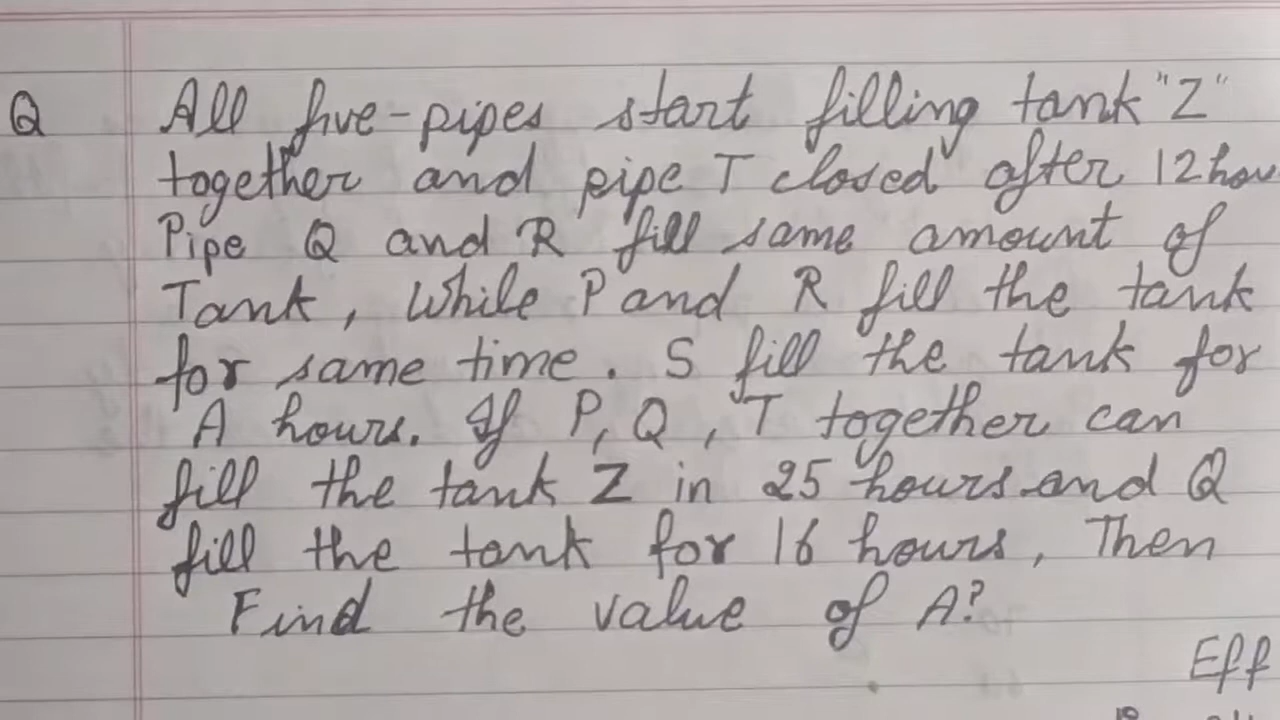 Q All five-pipes start filling tank "Z"
together and pipe T closed after 12 hou
Pipe Q and R fill same amount of
Tank, While P and R fill the tank
for same time. S fill the tank for
A hours. If P, Q, T together can
fill the tank Z in 25 hours and Q
fill the tank for 16 hours, Then
Find the value of A?
Eff